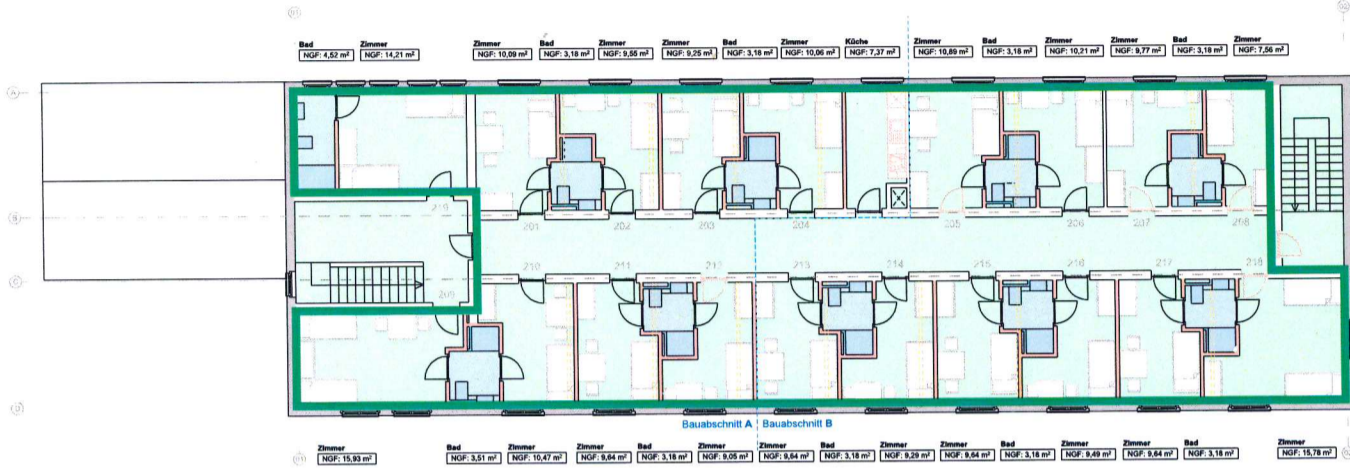 01
02
Bad
NGF: 4,52 m²
Zimmer
NGF: 14,21 m²
Zimmer
NGF: 10,09 m²
Bad
NGF: 3,18 m²
Zimmer
NGF: 9,55 m²
Zimmer
NGF: 9,25 m²
Bad
NGF: 3,18 m²
Zimmer
NGF: 10,06 m²
Küche
NGF: 7,37 m²
Zimmer
NGF: 10,89 m²
Bad
NGF: 3,18 m²
Zimmer
NGF: 10,21 m²
Zimmer
NGF: 9,77 m²
Bad
NGF: 3,18 m²
Zimmer
NGF: 7,56 m²
A
B
C
D
219
201
202
203
204
205
206
207
208
209
210
211
212
213
214
215
216
217
218
Bauabschnitt A
Bauabschnitt B
01
Zimmer
NGF: 15,93 m²
Bad
NGF: 3,51 m²
Zimmer
NGF: 10,47 m²
Zimmer
NGF: 9,64 m²
Bad
NGF: 3,18 m²
Zimmer
NGF: 9,05 m²
Zimmer
NGF: 9,64 m²
Bad
NGF: 3,18 m²
Zimmer
NGF: 9,29 m²
Zimmer
NGF: 9,64 m²
Bad
NGF: 3,18 m²
Zimmer
NGF: 9,49 m²
Zimmer
NGF: 9,64 m²
Bad
NGF: 3,18 m²
Zimmer
NGF: 15,78 m²